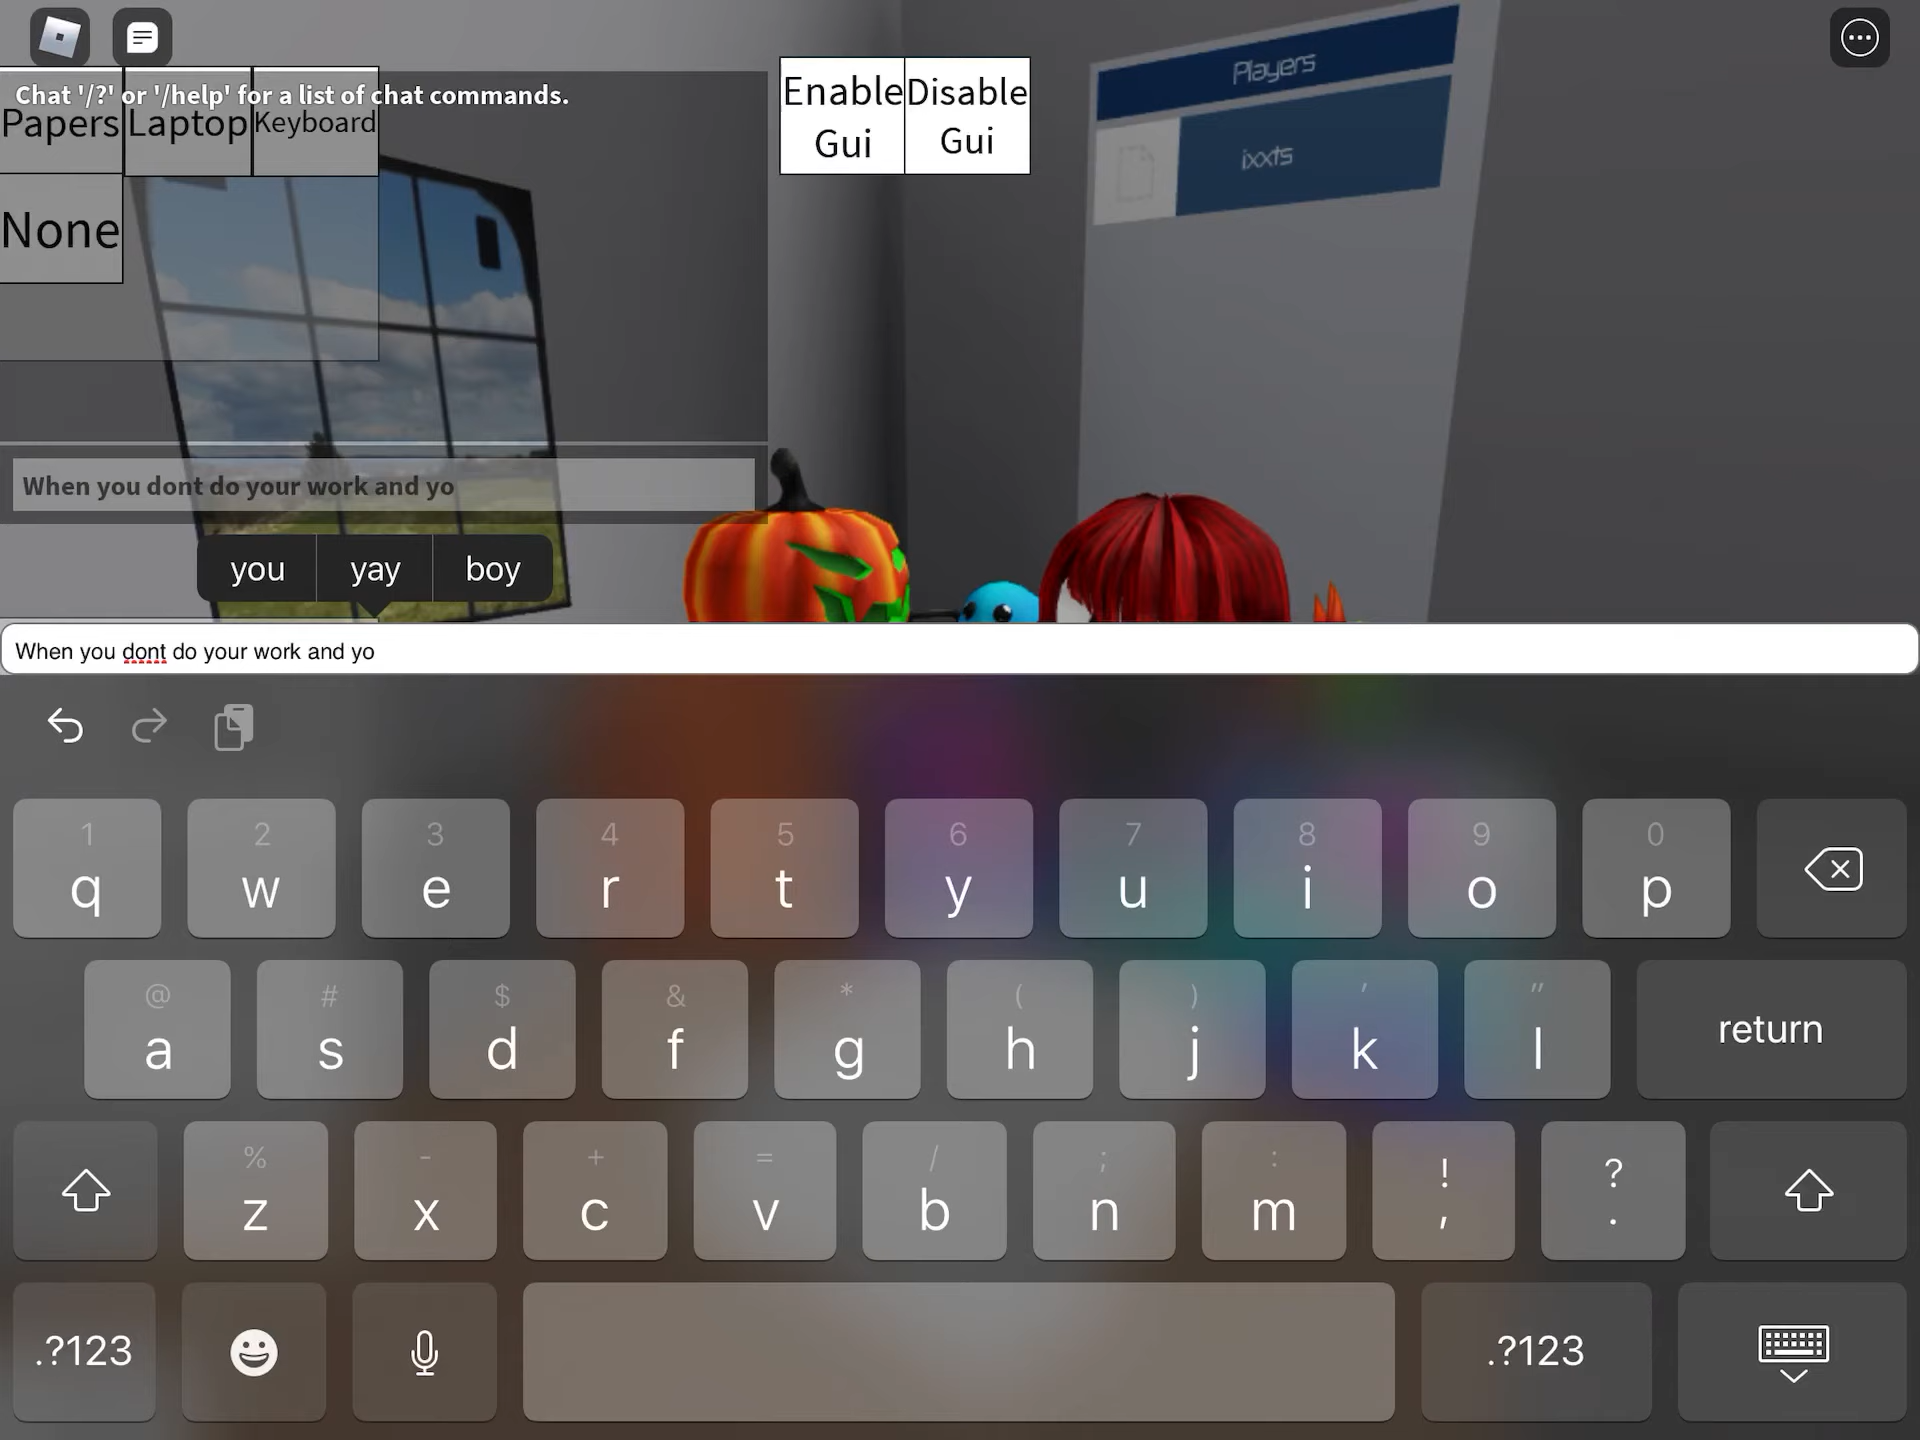 Chat '/?' or '/help' for a list of chat commands.
Papers
Laptop
Keyboard
None
Enable
Gui
Disable
Gui
Players
ixxts
When you dont do your work and yo
you
yay
boy
When you dont do your work and yo
1 2 3 4 5 6 7 8 9 0
q w e r t y u i o p
@ # $ & * ( ) ' "
a s d f g h j k l return
% - + = / ; : ! ?
z x c v b n m , .
.?123 .?123